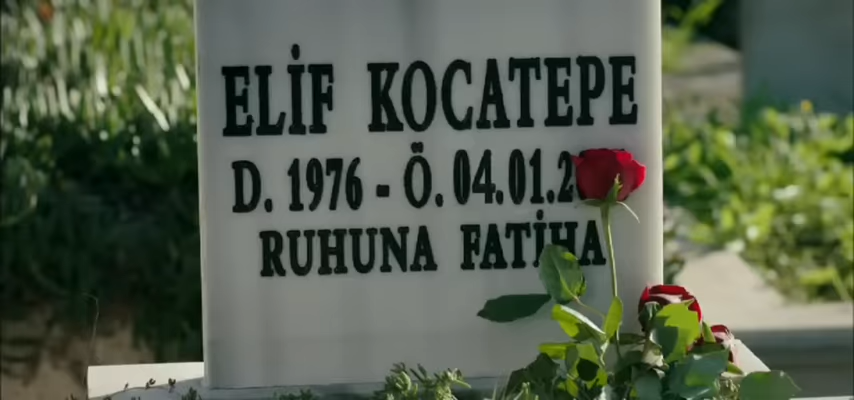 ELİF KOCATEPE
D. 1976 - Ö. 04.01.2
RUHUNA FATİHA